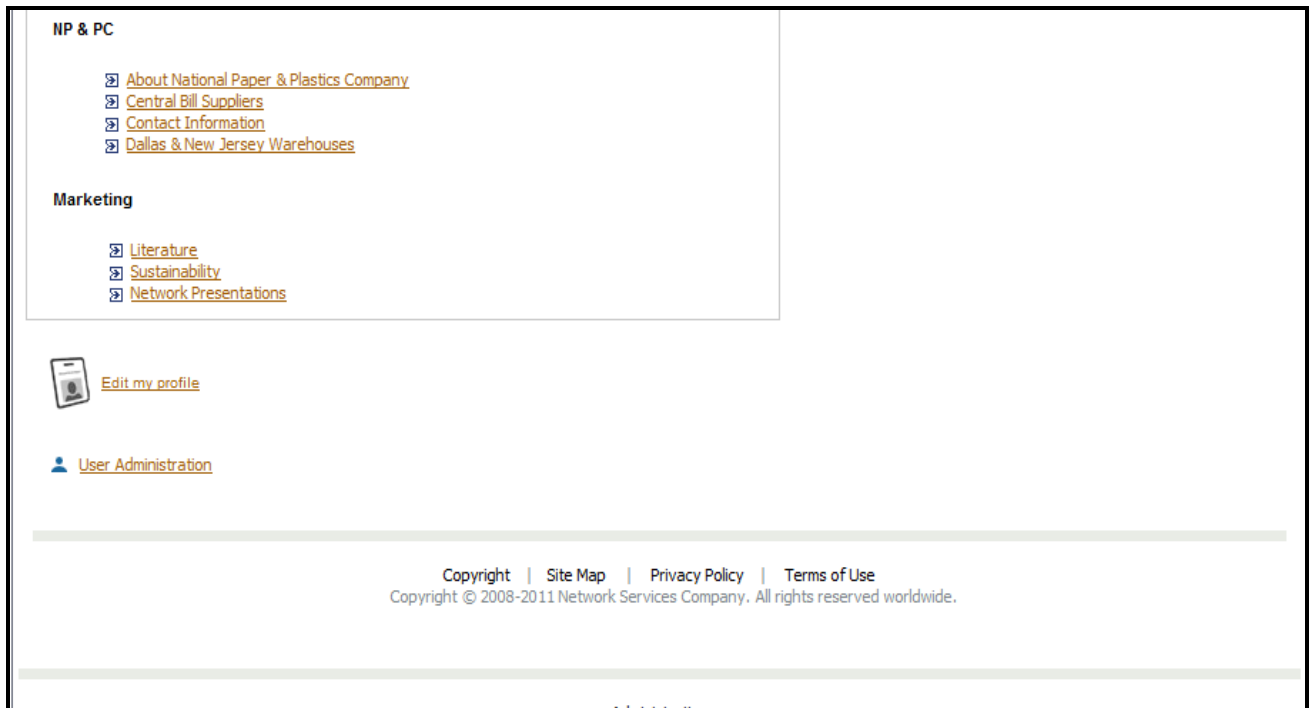 NP & PC
About National Paper & Plastics Company
Central Bill Suppliers
Contact Information
Dallas & New Jersey Warehouses
Marketing
Literature
Sustainability
Network Presentations
Edit my profile
User Administration
Copyright | Site Map | Privacy Policy | Terms of Use
Copyright © 2008-2011 Network Services Company. All rights reserved worldwide.